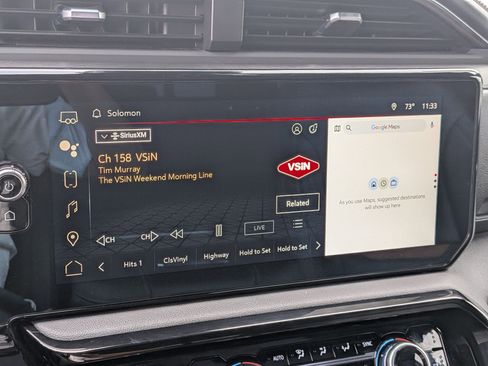 Solomon
73°
11:33
SiriusXM
Ch 158 VSiN
Tim Murray
The VSiN Weekend Morning Line
VSiN
Related
CH
CH
LIVE
Hits 1
ClsVinyl
Highway
Hold to Set
Hold to Set
Google Maps
As you use Maps, suggested destinations
will show up here
AUTO